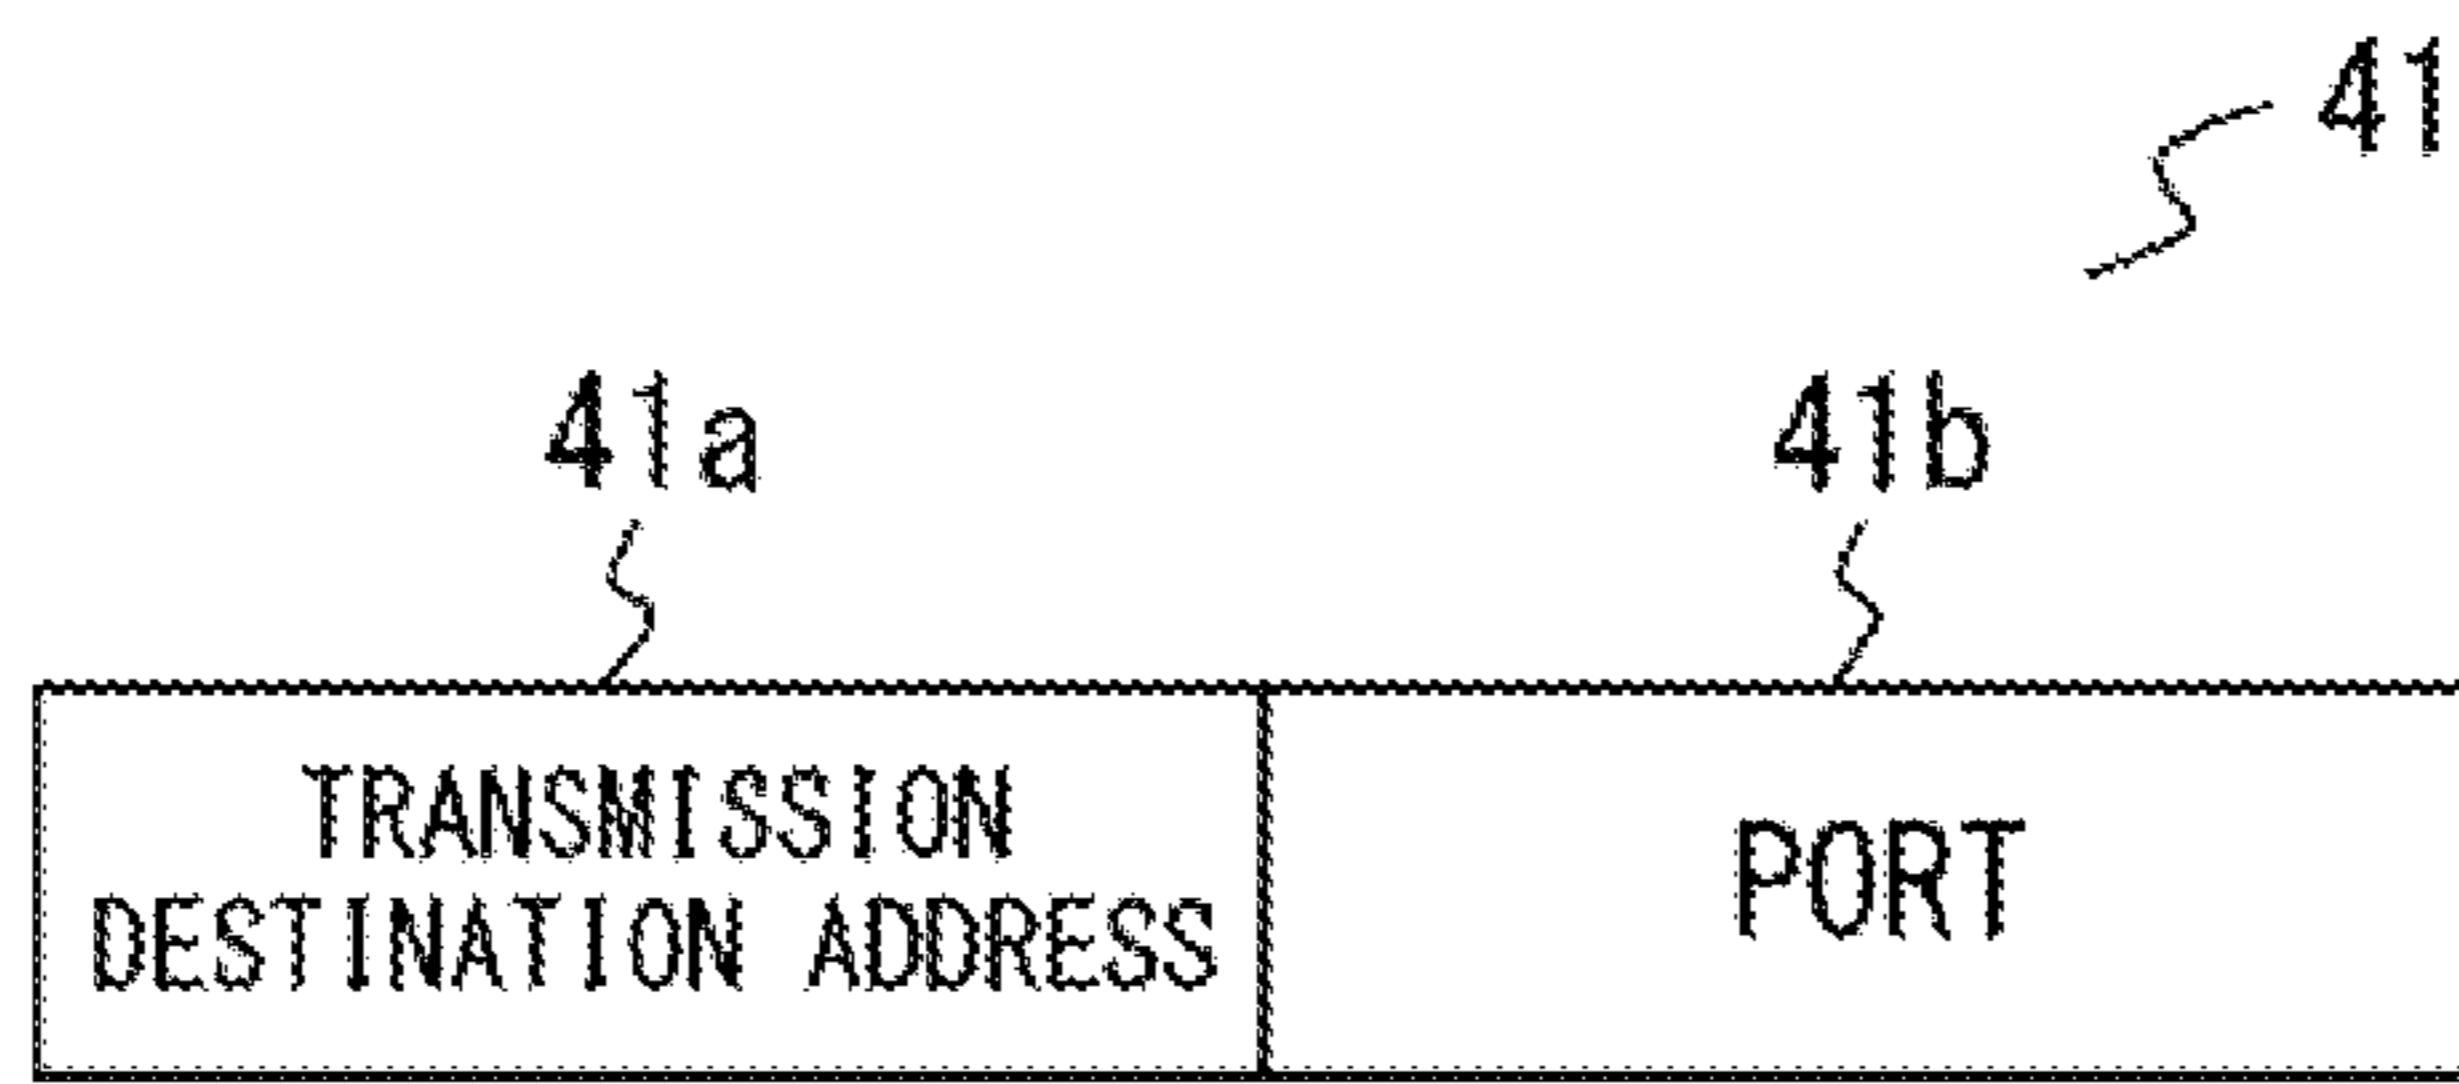 41
41a
41b
TRANSMISSION
DESTINATION ADDRESS
PORT